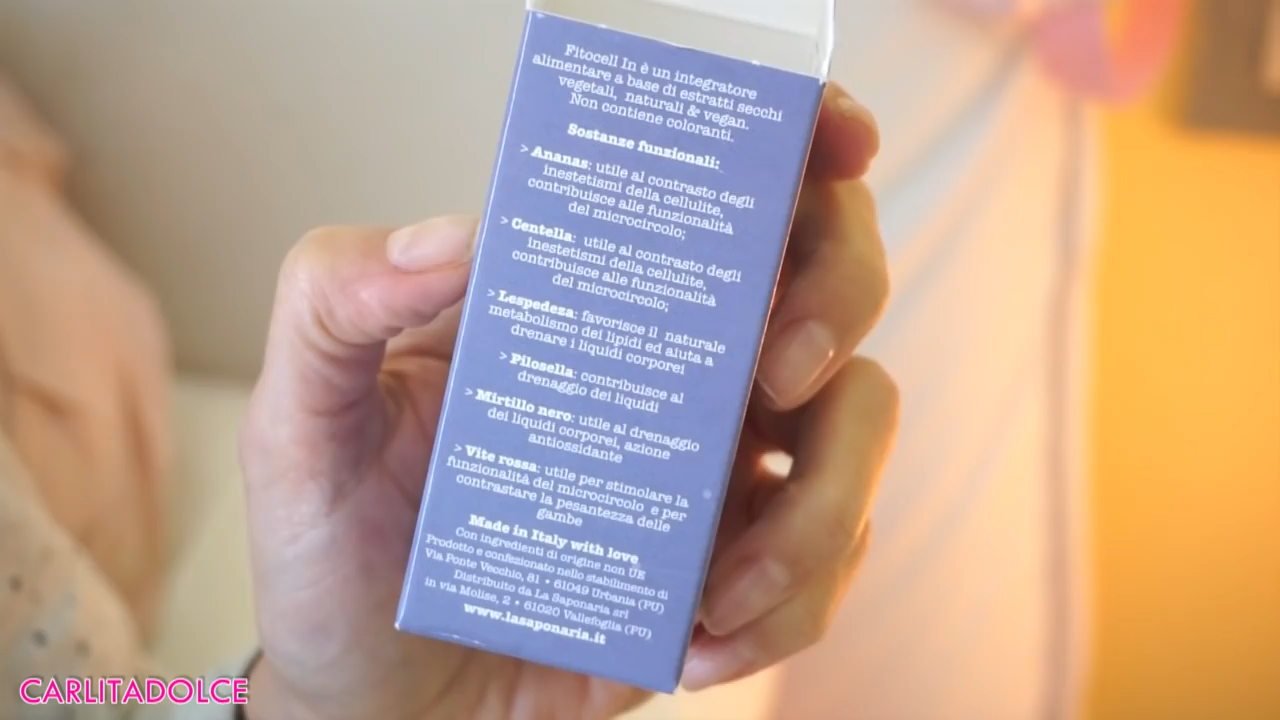 Fitocell In è un integratore
alimentare a base di estratti secchi
vegetali, naturali & vegan.
Non contiene coloranti.
Sostanze funzionali:
> Ananas: utile al contrasto degli
inestetismi della cellulite,
contribuisce alle funzionalità
del microcircolo;
> Centella: utile al contrasto degli
inestetismi della cellulite,
contribuisce alle funzionalità
del microcircolo;
> Lespedeza: favorisce il naturale
metabolismo dei lipidi ed aiuta a
drenare i liquidi corporei
> Pilosella: contribuisce al
drenaggio dei liquidi
> Mirtillo nero: utile al drenaggio
dei liquidi corporei, azione
antiossidante
> Vite rossa: utile per stimolare la
funzionalità del microcircolo e per
contrastare la pesantezza delle
gambe
Made in Italy with love
Con ingredienti di origine non UE
Prodotto e confezionato nello stabilimento di
Via Ponte Vecchio, 81 • 61049 Urbania (PU)
Distribuito da La Saponaria srl
in via Molise, 2 • 61020 Vallefoglia (PU)
www.lasaponaria.it
CARLITADOLCE